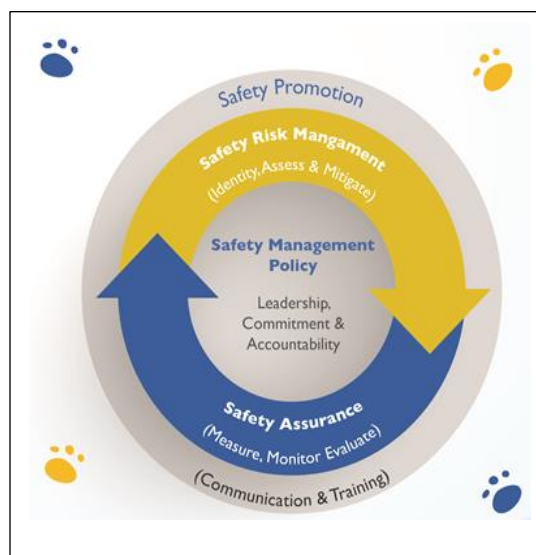 Safety Promotion
Safety Risk Mangament
(Identity, Assess & Mitigate)
Safety Management
Policy
Leadership,
Commitment &
Accountability
Safety Assurance
(Measure, Monitor Evaluate)
(Communication & Training)